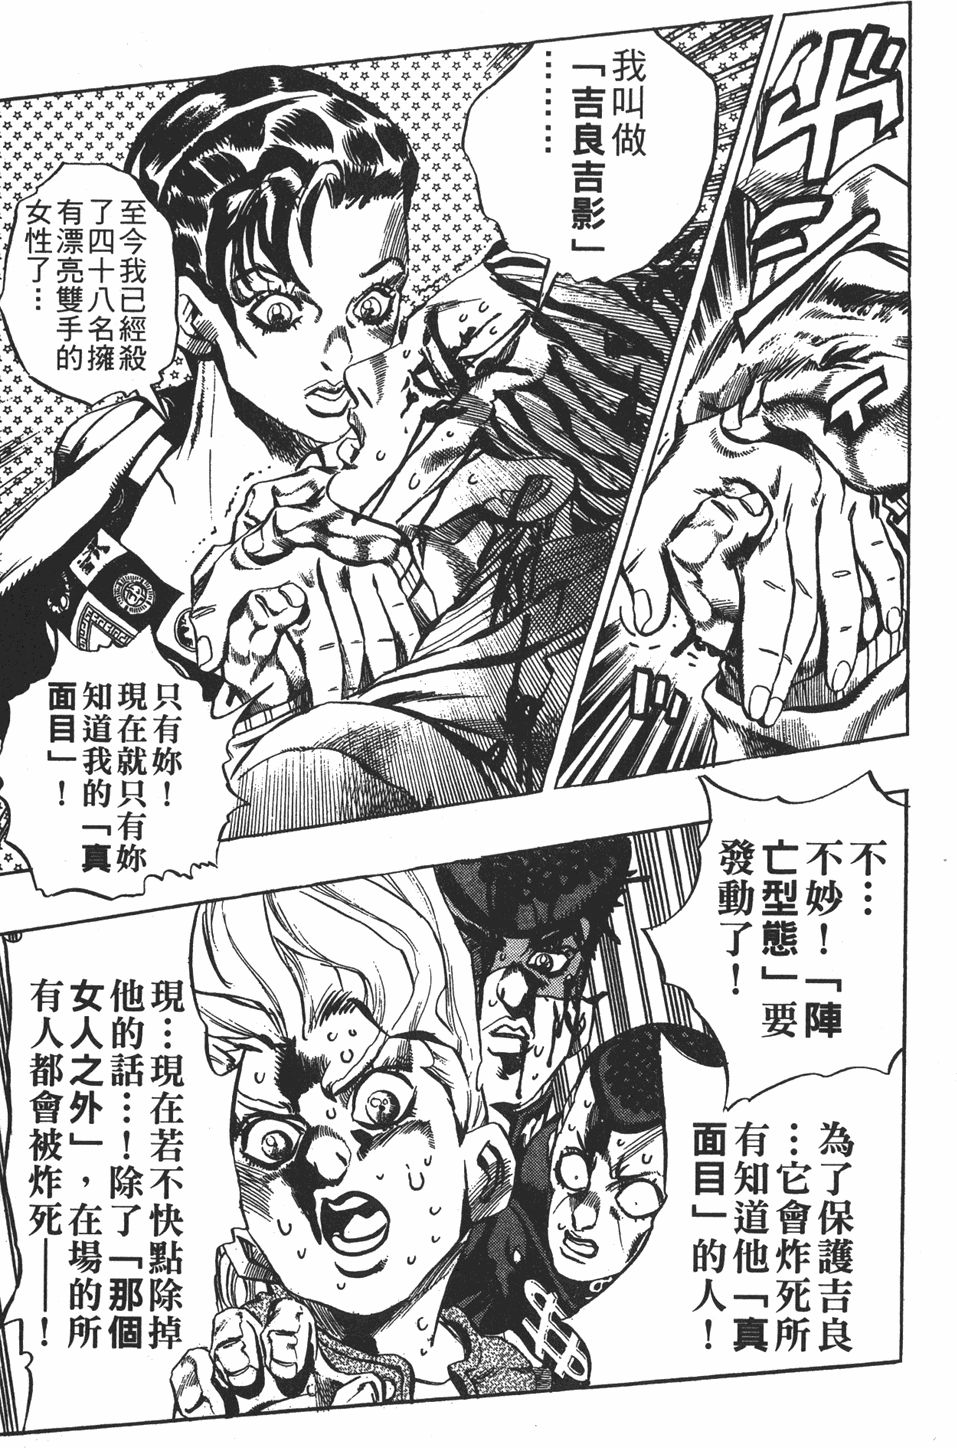 ドドドド
我叫做
「吉良吉影」
………
至今我已經殺
了四十八名擁
有漂亮雙手的
女性了…
只有妳！
現在就只有妳
知道我的「真
面目」！
不…
不妙！「陣
亡型態」要
發動了！
為了保護吉良
…它會炸死所
有知道他「真
面目」的人！
現…現在若不快點除掉
他的話…！除了「那個
女人之外」，在場的所
有人都會被炸死——！